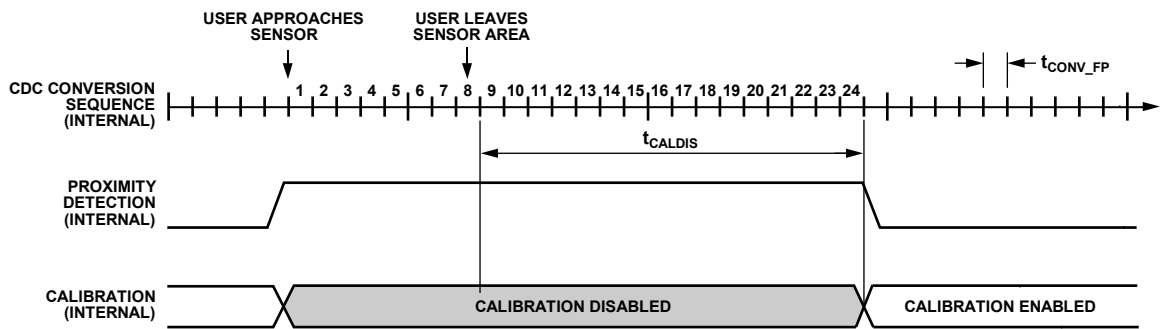 USER APPROACHES
SENSOR
USER LEAVES
SENSOR AREA
tCONV_FP
CDC CONVERSION
SEQUENCE
(INTERNAL)
1 2 3 4 5 6 7 8 9 10 11 12 13 14 15 16 17 18 19 20 21 22 23 24
tCALDIS
PROXIMITY
DETECTION
(INTERNAL)
CALIBRATION
(INTERNAL)
CALIBRATION DISABLED
CALIBRATION ENABLED